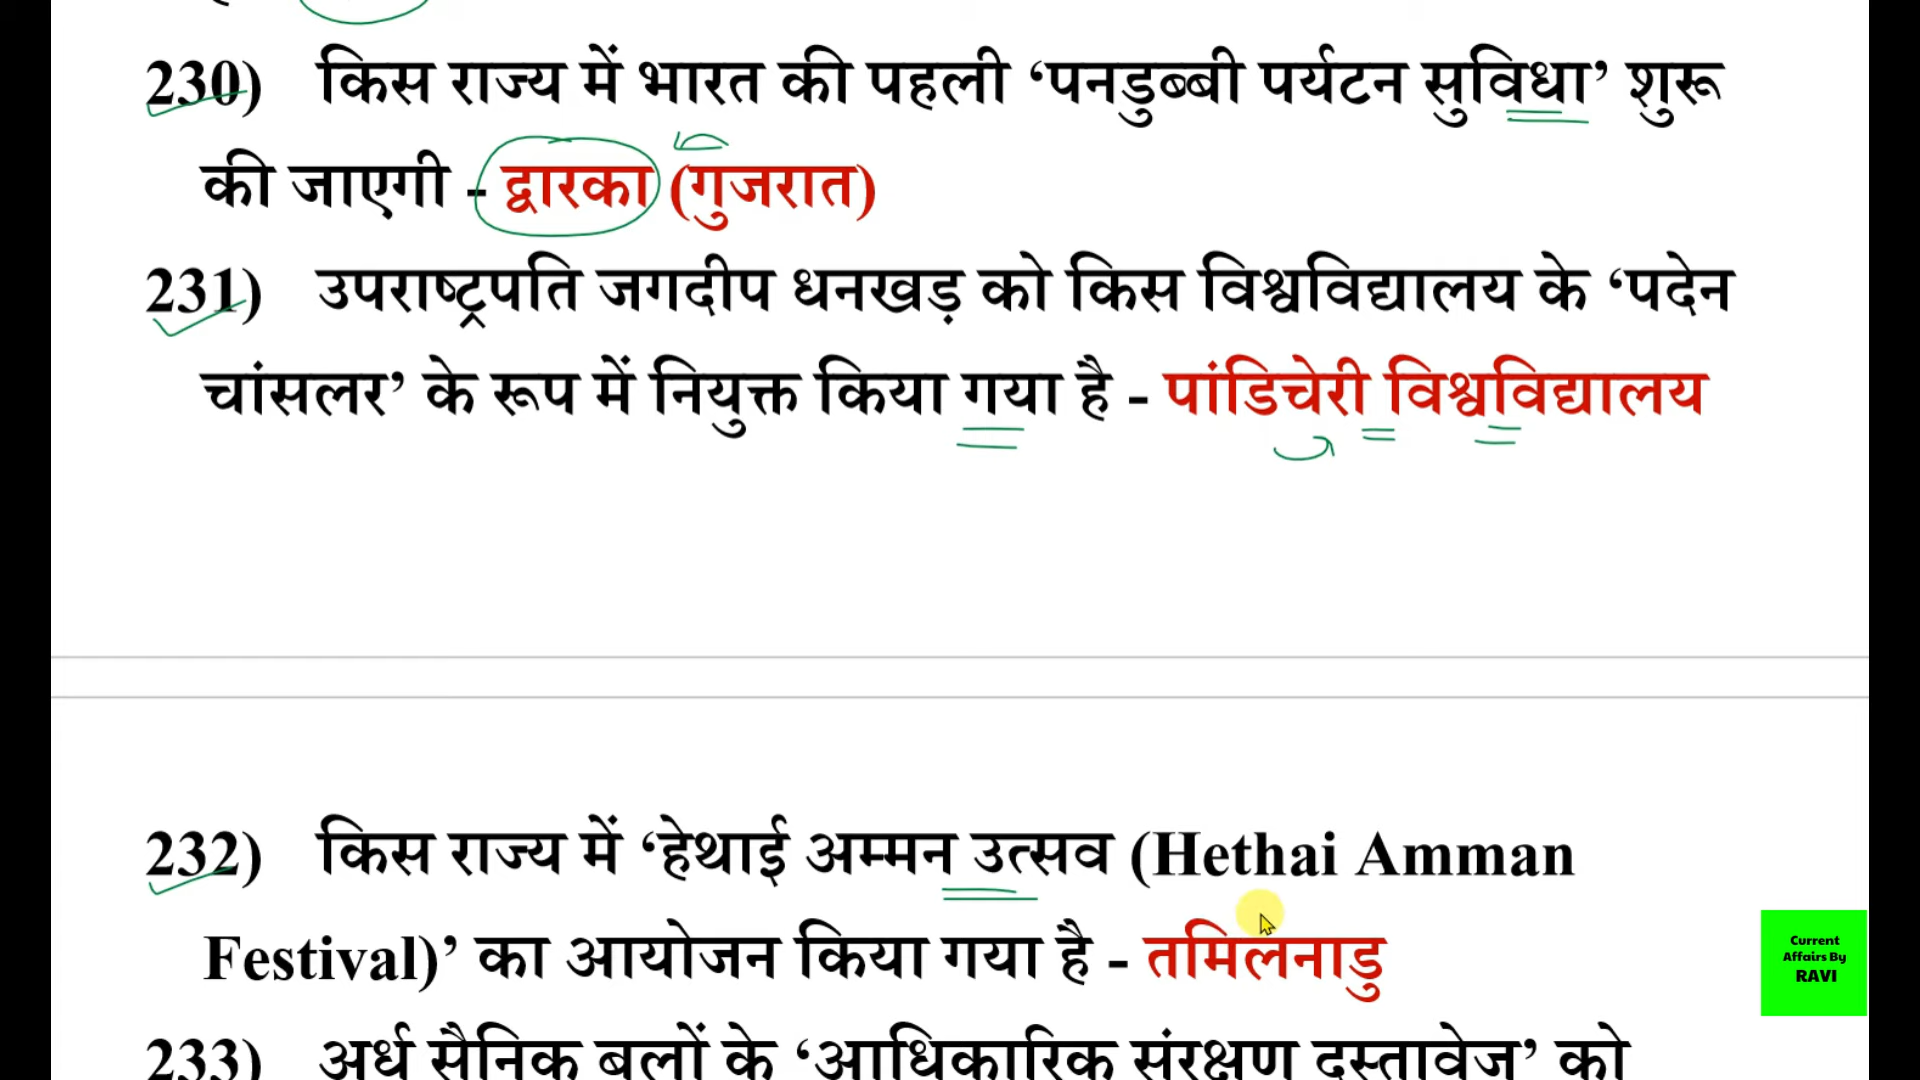 230) किस राज्य में भारत की पहली ‘पनडुब्बी पर्यटन सुविधा’ शुरू
की जाएगी - द्वारका (गुजरात)
231) उपराष्ट्रपति जगदीप धनखड़ को किस विश्वविद्यालय के ‘पदेन
चांसलर’ के रूप में नियुक्त किया गया है - पांडिचेरी विश्वविद्यालय
232) किस राज्य में ‘हेथाई अम्मन उत्सव (Hethai Amman
Festival)’ का आयोजन किया गया है - तमिलनाडु
Current
Affairs By
RAVI
233) अर्ध सैनिक बलों के ‘आधिकारिक संरक्षण दस्तावेज’ को